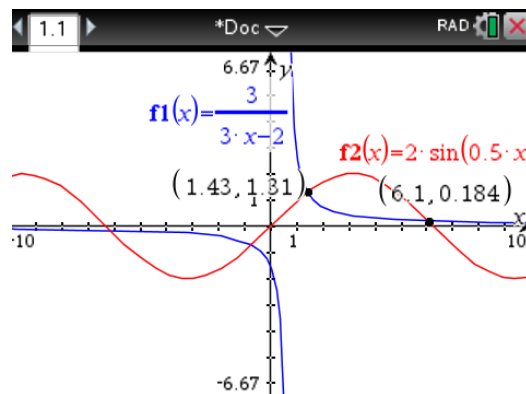 1.1 *Doc RAD
6.67 y
f1(x)=3/(3·x-2)
f2(x)=2·sin(0.5·x
(1.43,1.31) (6.1,0.184)
1
-10 1 10 x
-6.67